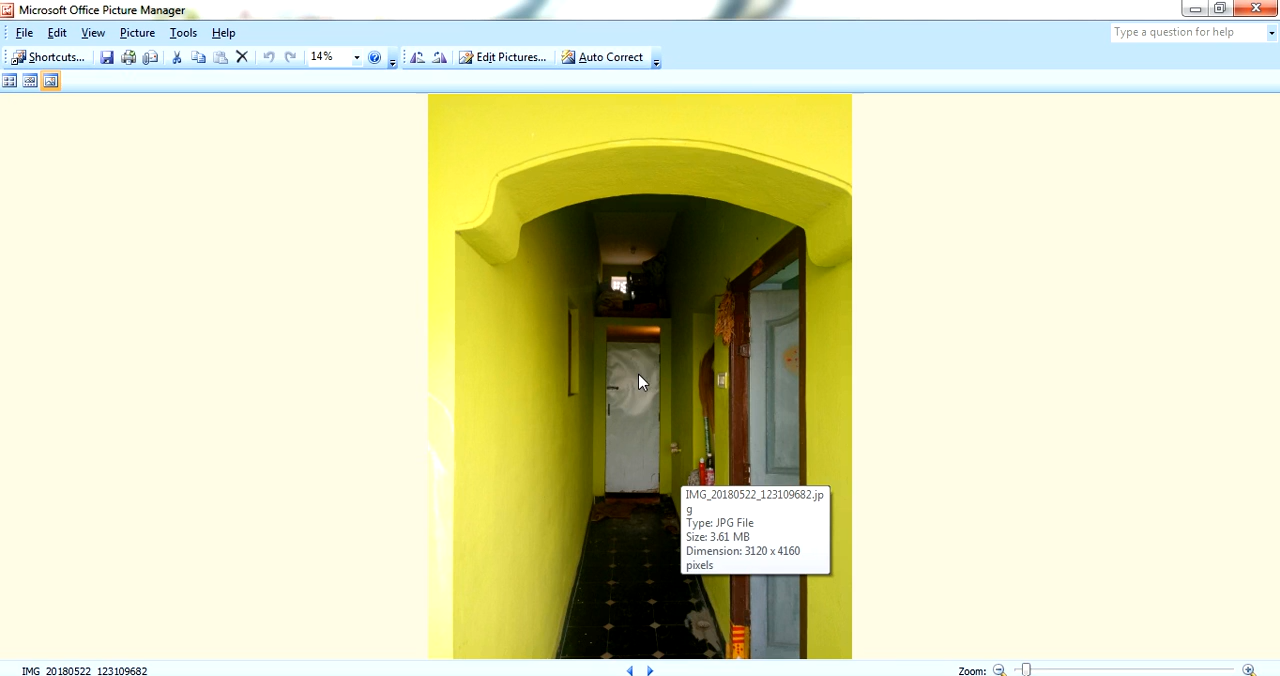 Microsoft Office Picture Manager
File Edit View Picture Tools Help
Type a question for help
Shortcuts... 14% Edit Pictures... Auto Correct
IMG_20180522_123109682.jp
g
Type: JPG File
Size: 3.61 MB
Dimension: 3120 x 4160
pixels
IMG_20180522_123109682
Zoom: